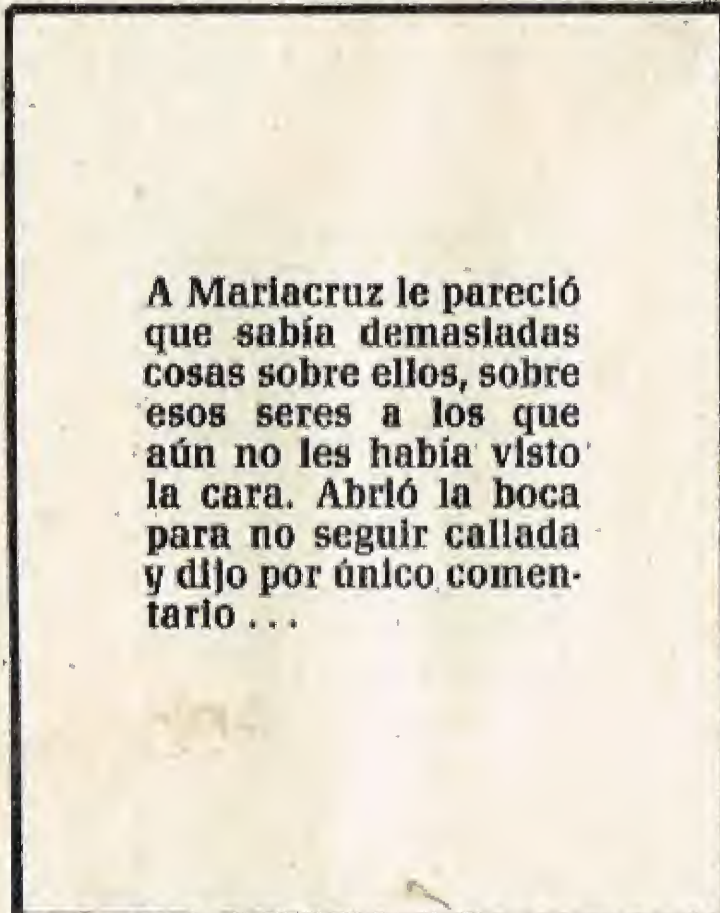 A Mariacruz le pareció
que sabía demasiadas
cosas sobre ellos, sobre
esos seres a los que
aún no les había visto
la cara. Abrió la boca
para no seguir callada
y dijo por único comen-
tario . . .